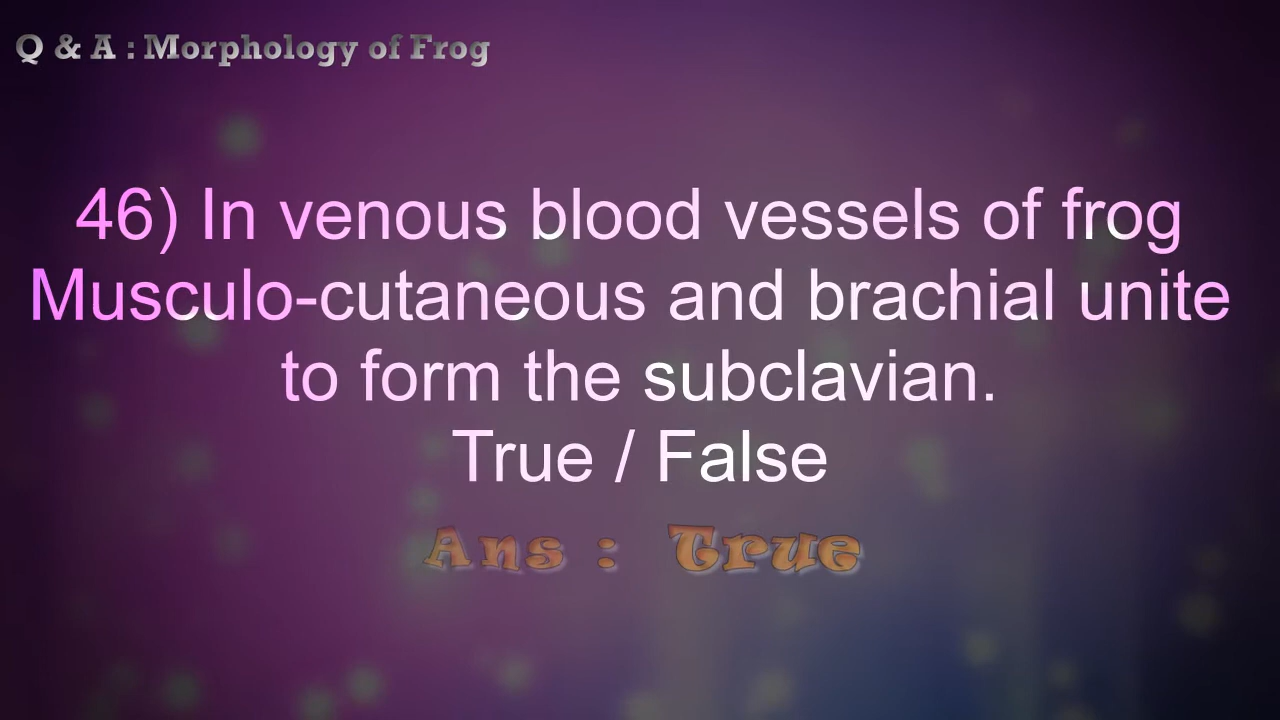 Q & A : Morphology of Frog
46) In venous blood vessels of frog
Musculo-cutaneous and brachial unite
to form the subclavian.
True / False
Ans : True